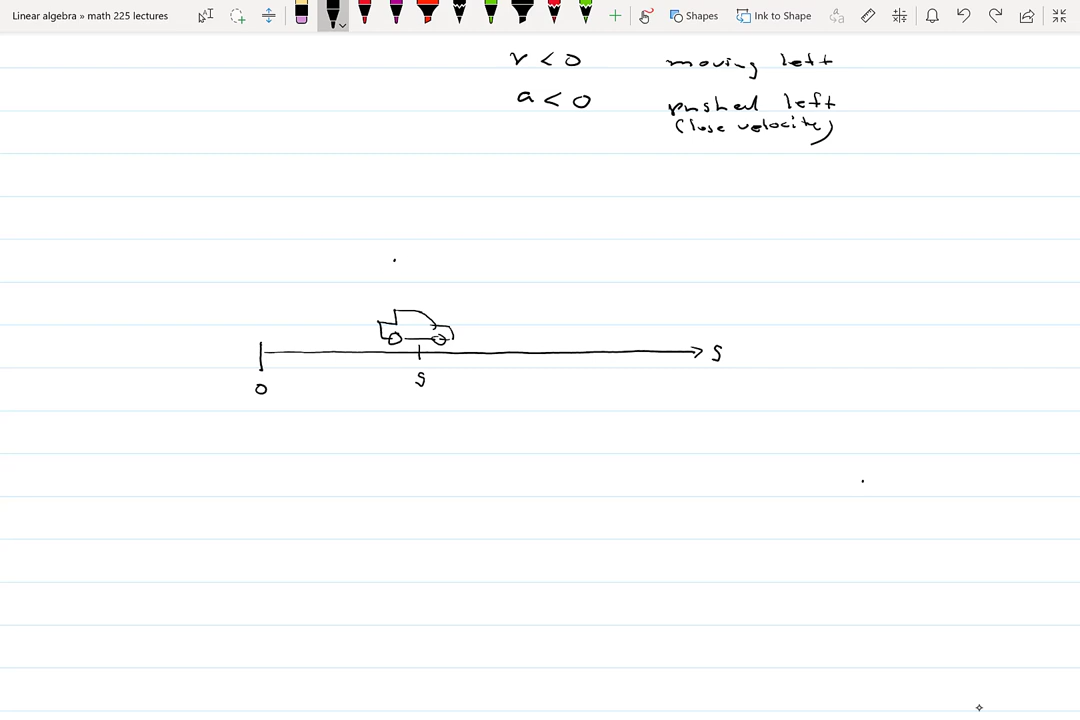 Linear algebra » math 225 lectures
Shapes
Ink to Shape
v < 0 moving left
a < 0 pushed left
(lose velocity)
s
s
0